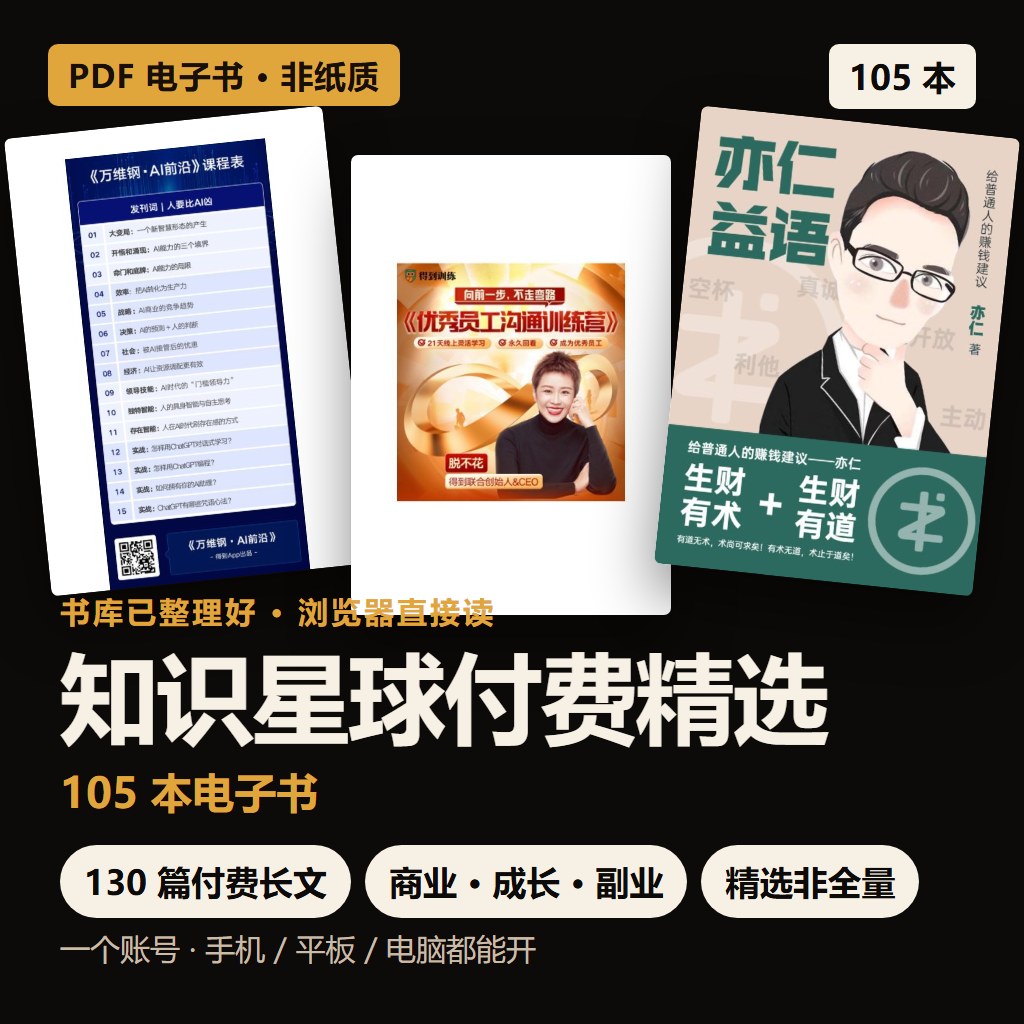 PDF 电子书 · 非纸质
105 本
《万维钢·AI前沿》课程表
发刊词 | 人要比AI凶
01 大变局：一个新智慧形态的产生
02 开悟和涌现：AI能力的三个境界
03 命门和底牌：AI能力的局限
04 效率：把AI转化为生产力
05 战略：AI商业的竞争趋势
06 决策：AI的预测+人的判断
07 社会：被AI接管后的忧患
08 经济：AI让资源调配更有效
09 领导技能：AI时代的“门槛领导力”
10 独特智能：人的具身智能与自主思考
11 存在智能：人在AI时代刷存在感的方式
12 实战：怎样用ChatGPT对话式学习？
13 实战：怎样用ChatGPT编程？
14 实战：如何拥有你的AI助理？
15 实战：ChatGPT有哪些咒语心法？
《万维钢·AI前沿》
- 得到App出品 -
得到训练
向前一步，不走弯路
《优秀员工沟通训练营》
21天线上灵活学习 永久回看 成为优秀员工
脱不花
得到联合创始人&CEO
亦仁
益语
给普通人的赚钱建议
亦仁 著
空杯
真诚
开放
利他
主动
给普通人的赚钱建议——亦仁
生财有术 + 生财有道
有道无术，术尚可求矣！有术无道，术止于道矣！
书库已整理好 · 浏览器直接读
知识星球付费精选
105 本电子书
130 篇付费长文
商业 · 成长 · 副业
精选非全量
一个账号 · 手机 / 平板 / 电脑都能开